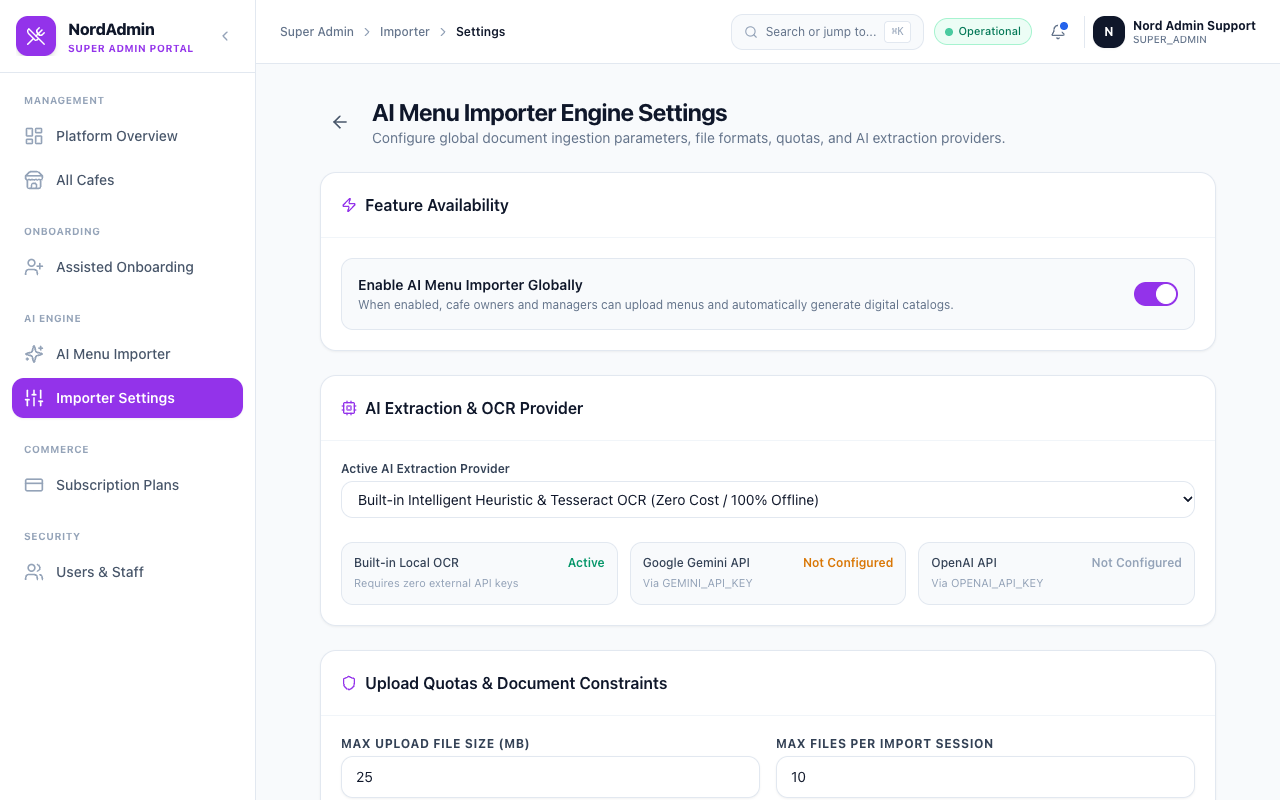 NordAdmin
SUPER ADMIN PORTAL
MANAGEMENT
Platform Overview
All Cafes
ONBOARDING
Assisted Onboarding
AI ENGINE
AI Menu Importer
Importer Settings
COMMERCE
Subscription Plans
SECURITY
Users & Staff
Super Admin > Importer > Settings
Search or jump to... ⌘K
Operational
N
Nord Admin Support
SUPER_ADMIN
AI Menu Importer Engine Settings
Configure global document ingestion parameters, file formats, quotas, and AI extraction providers.
Feature Availability
Enable AI Menu Importer Globally
When enabled, cafe owners and managers can upload menus and automatically generate digital catalogs.
AI Extraction & OCR Provider
Active AI Extraction Provider
Built-in Intelligent Heuristic & Tesseract OCR (Zero Cost / 100% Offline)
Built-in Local OCR Active
Requires zero external API keys
Google Gemini API Not Configured
Via GEMINI_API_KEY
OpenAI API Not Configured
Via OPENAI_API_KEY
Upload Quotas & Document Constraints
MAX UPLOAD FILE SIZE (MB)
25
MAX FILES PER IMPORT SESSION
10